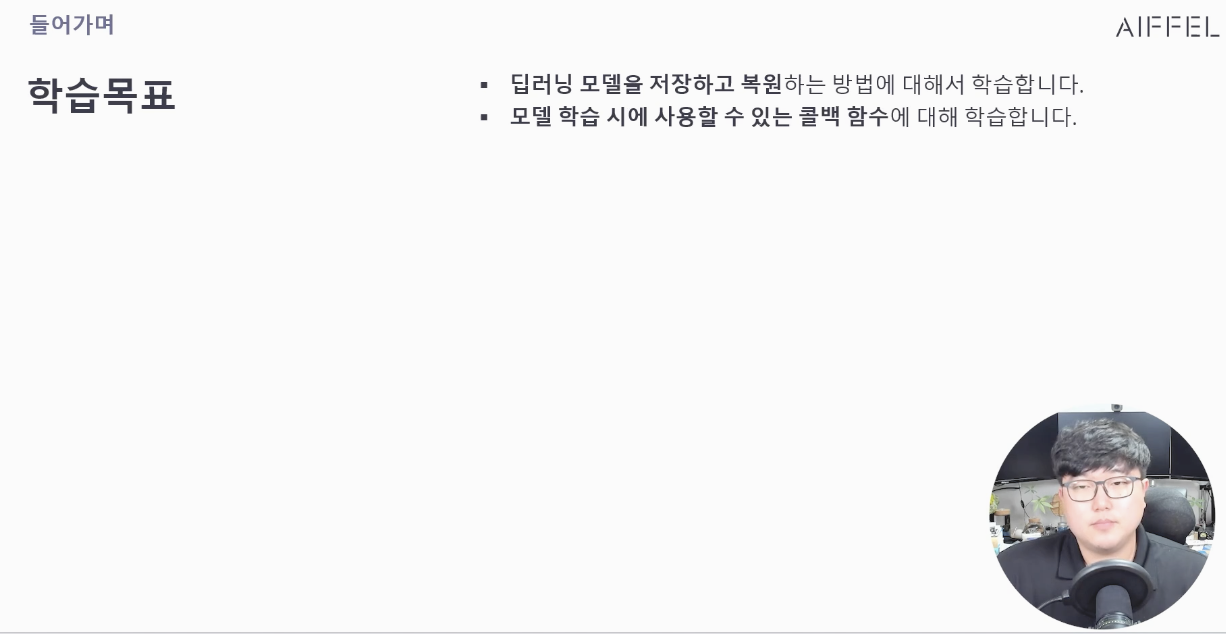 들어가며
AIFFEL
학습목표
▪ 딥러닝 모델을 저장하고 복원하는 방법에 대해서 학습합니다.
▪ 모델 학습 시에 사용할 수 있는 콜백 함수에 대해 학습합니다.